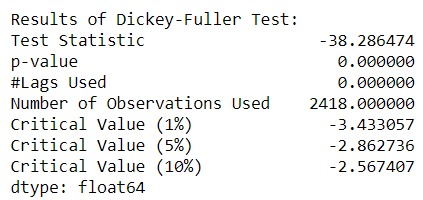 Results of Dickey-Fuller Test:
Test Statistic -38.286474
p-value 0.000000
#Lags Used 0.000000
Number of Observations Used 2418.000000
Critical Value (1%) -3.433057
Critical Value (5%) -2.862736
Critical Value (10%) -2.567407
dtype: float64